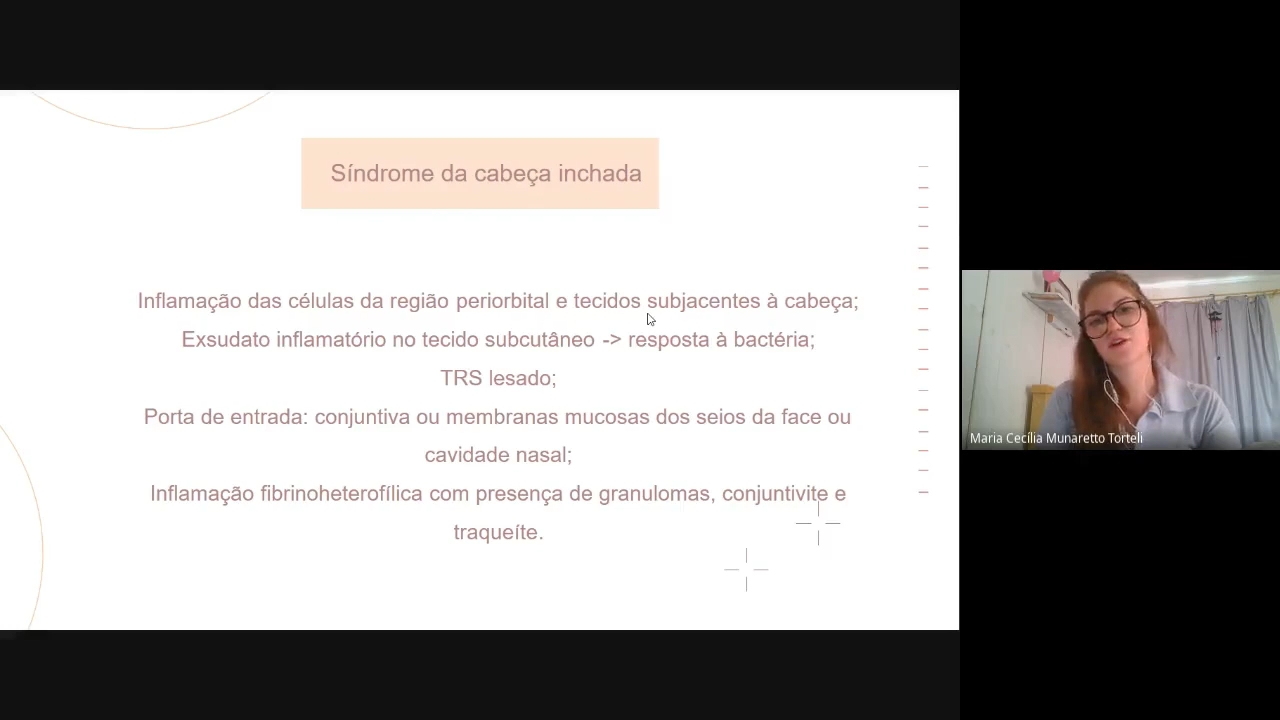 Síndrome da cabeça inchada
Inflamação das células da região periorbital e tecidos subjacentes à cabeça;
Exsudato inflamatório no tecido subcutâneo -> resposta à bactéria;
TRS lesado;
Porta de entrada: conjuntiva ou membranas mucosas dos seios da face ou
cavidade nasal;
Inflamação fibrinoheterofílica com presença de granulomas, conjuntivite e
traqueíte.
Maria Cecília Munaretto Torteli